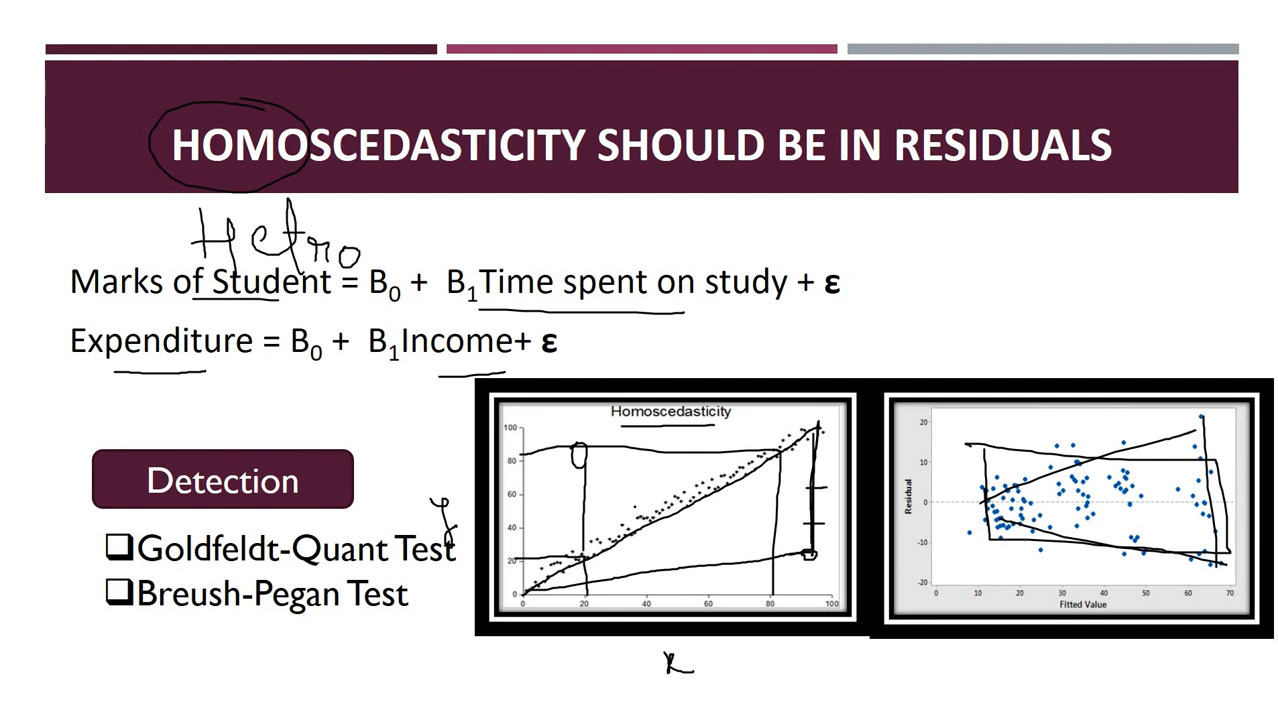 HOMOSCEDASTICITY SHOULD BE IN RESIDUALS
Hetro
Marks of Student = B0 + B1Time spent on study + ε
Expenditure = B0 + B1Income+ ε
Detection
❑Goldfeldt-Quant Test
❑Breush-Pegan Test
Homoscedasticity
100
80
60
40
20
0
0 20 40 60 80 100
y
x
20
10
0
-10
-20
Residual
0 10 20 30 40 50 60 70
Fitted Value